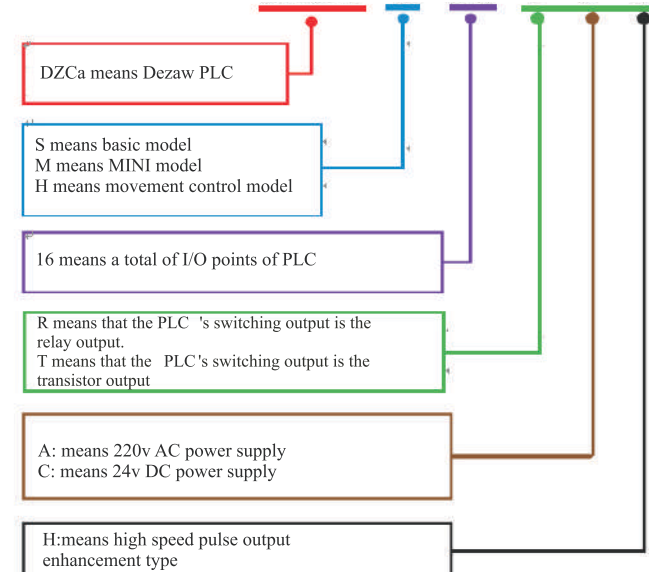 DZCa means Dezaw PLC
S means basic model
M means MINI model
H means movement control model
16 means a total of I/O points of PLC
R means that the PLC 's switching output is the
relay output.
T means that the PLC's switching output is the
transistor output
A: means 220v AC power supply
C: means 24v DC power supply
H:means high speed pulse output
enhancement type